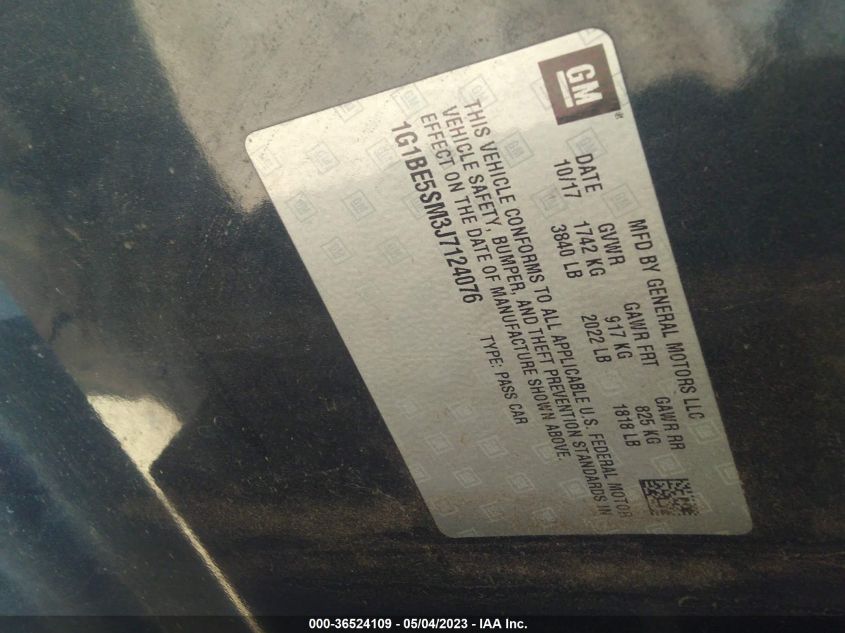 GM
®
MFD BY GENERAL MOTORS LLC
DATE GVWR GAWR FRT GAWR RR
10/17 1742 KG 917 KG 825 KG
3840 LB 2022 LB 1818 LB
THIS VEHICLE CONFORMS TO ALL APPLICABLE U.S. FEDERAL MOTOR
VEHICLE SAFETY, BUMPER, AND THEFT PREVENTION STANDARDS IN
EFFECT ON THE DATE OF MANUFACTURE SHOWN ABOVE.
1G1BE5SM3J7124076 TYPE: PASS CAR
000-36524109 - 05/04/2023 - IAA Inc.